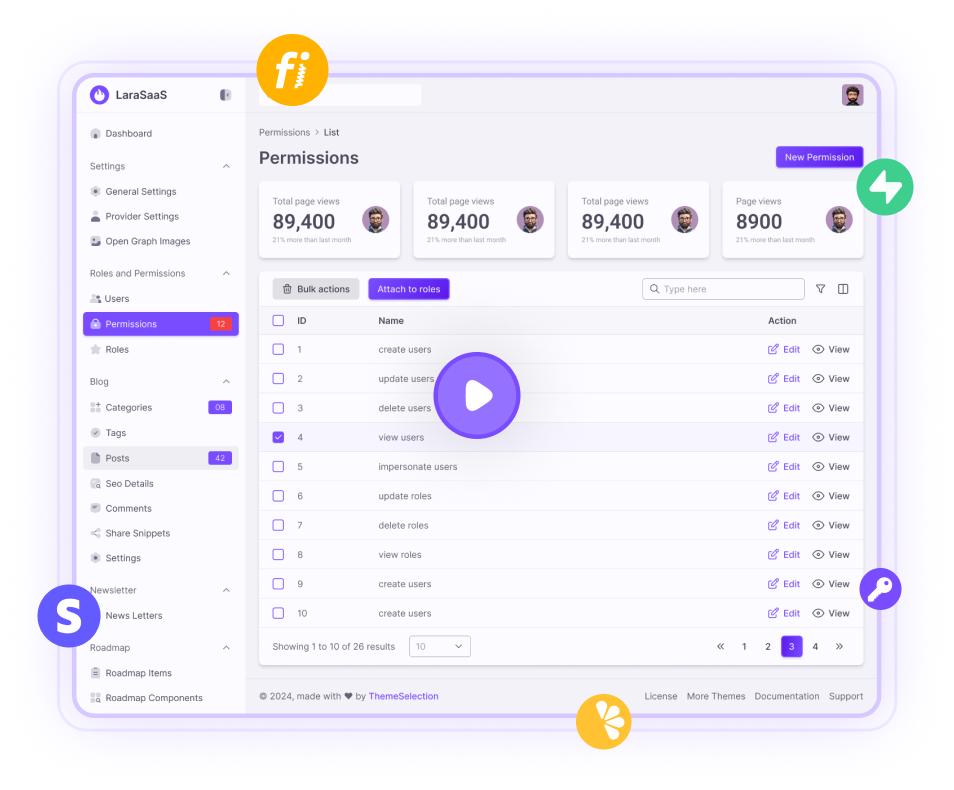 fi
LaraSaaS
Dashboard
Settings
General Settings
Provider Settings
Open Graph Images
Roles and Permissions
Users
Permissions 12
Roles
Blog
Categories 08
Tags
Posts 42
Seo Details
Comments
Share Snippets
Settings
Newsletter
S
News Letters
Roadmap
Roadmap Items
Roadmap Components
Permissions > List
Permissions
New Permission
Total page views
89,400
21% more than last month
Total page views
89,400
21% more than last month
Total page views
89,400
21% more than last month
Page views
8900
21% more than last month
Bulk actions
Attach to roles
Type here
ID Name Action
1 create users Edit View
2 update users Edit View
3 delete users Edit View
4 view users Edit View
5 impersonate users Edit View
6 update roles Edit View
7 delete roles Edit View
8 view roles Edit View
9 create users Edit View
10 create users Edit View
Showing 1 to 10 of 26 results 10 « 1 2 3 4 »
© 2024, made with ❤ by ThemeSelection
License More Themes Documentation Support